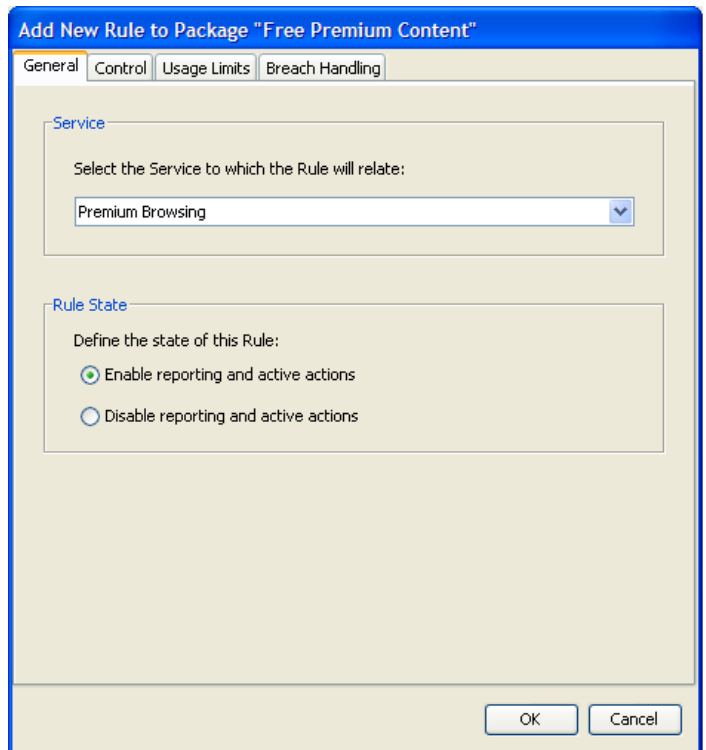 Add New Rule to Package "Free Premium Content"
General Control Usage Limits Breach Handling
Service
Select the Service to which the Rule will relate:
Premium Browsing
Rule State
Define the state of this Rule:
Enable reporting and active actions
Disable reporting and active actions
OK Cancel